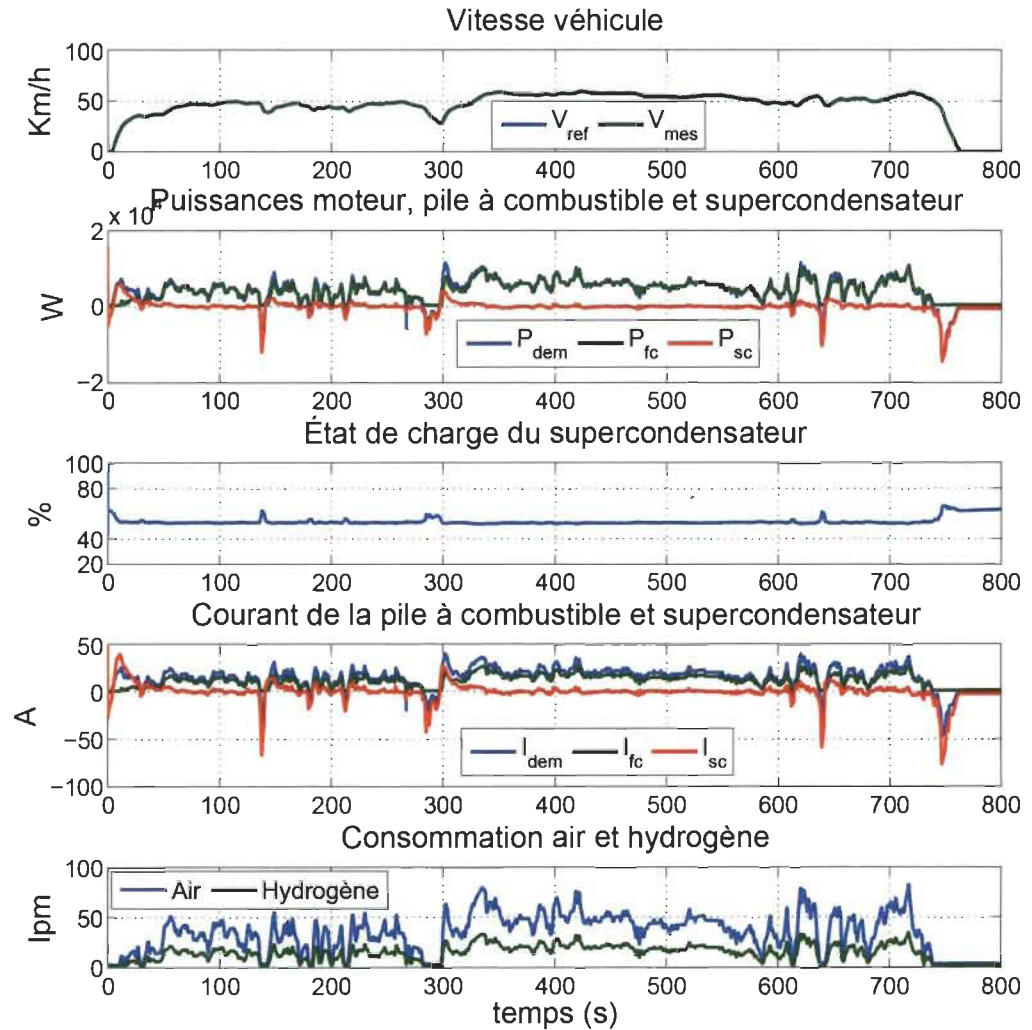 Vitesse véhicule
100
50
0
Km/h
V_ref V_mes
0 100 200 300 400 500 600 700 800
Puissances moteur, pile à combustible et supercondensateur
x 10^4
2
0
−2
W
P_dem P_fc P_sc
0 100 200 300 400 500 600 700 800
État de charge du supercondensateur
100
80
40
20
%
0 100 200 300 400 500 600 700 800
Courant de la pile à combustible et supercondensateur
50
0
−50
−100
A
I_dem I_fc I_sc
0 100 200 300 400 500 600 700 800
Consommation air et hydrogène
100
50
0
lpm
Air Hydrogène
0 100 200 300 400 500 600 700 800
temps (s)